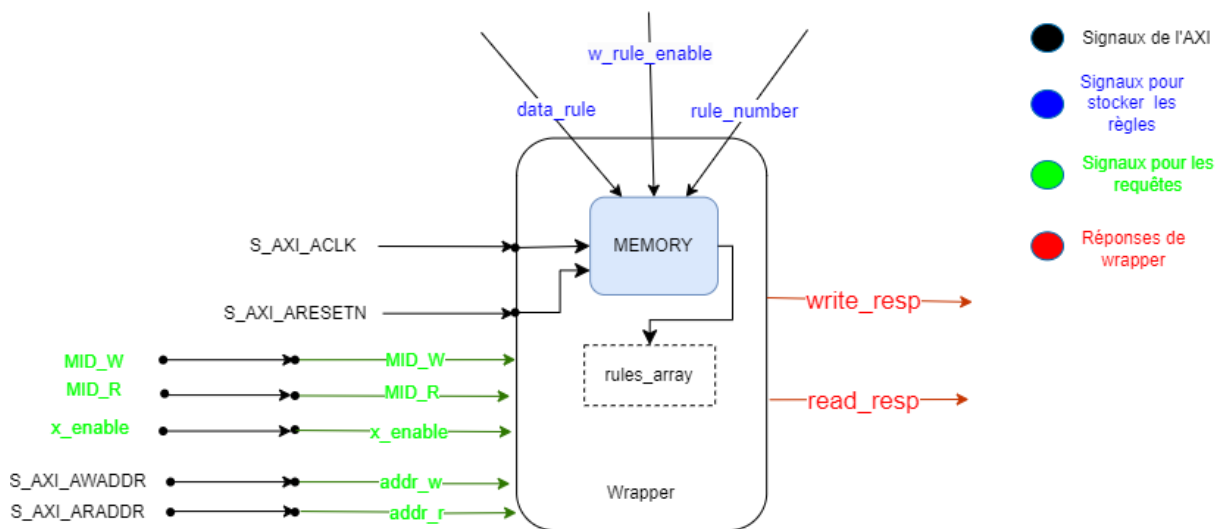 w_rule_enable
data_rule
rule_number
Signaux de l'AXI
Signaux pour
stocker les
règles
Signaux pour les
requêtes
Réponses de
wrapper
S_AXI_ACLK
MEMORY
S_AXI_ARESETN
write_resp
MID_W
MID_W
rules_array
MID_R
MID_R
read_resp
x_enable
x_enable
S_AXI_AWADDR
addr_w
Wrapper
S_AXI_ARADDR
addr_r